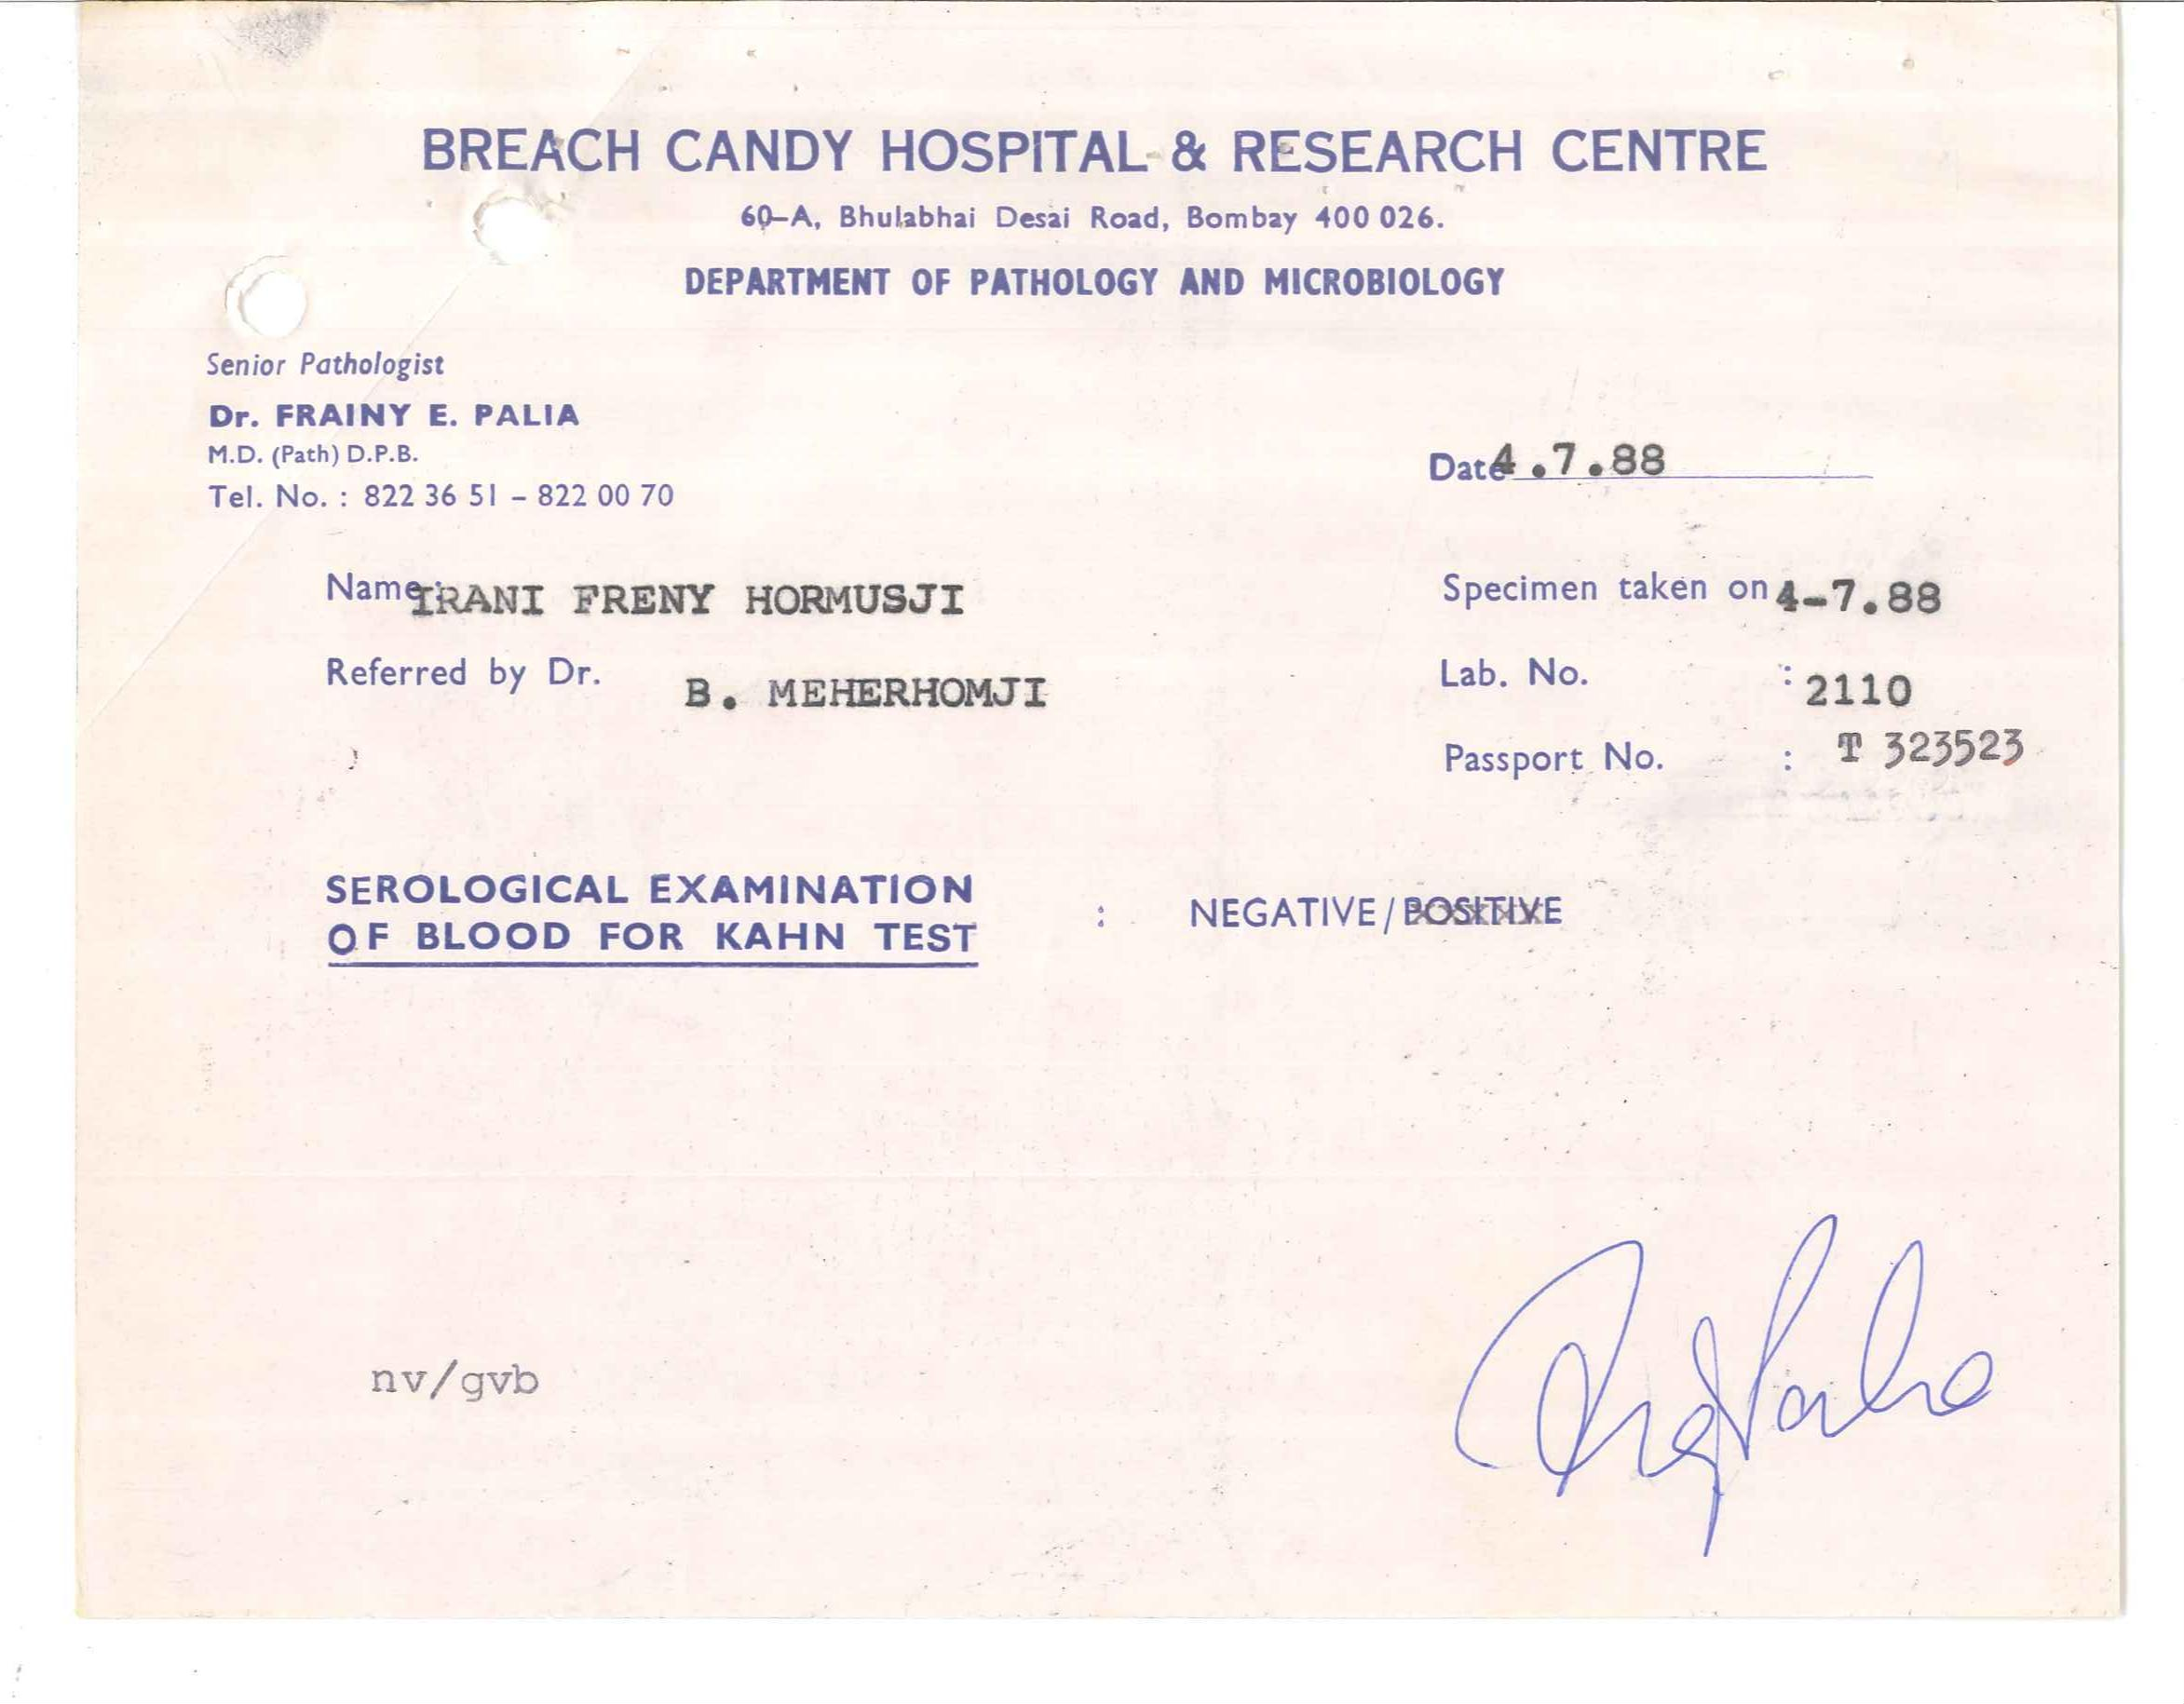 BREACH CANDY HOSPITAL & RESEARCH CENTRE
60-A, Bhulabhai Desai Road, Bombay 400 026.
DEPARTMENT OF PATHOLOGY AND MICROBIOLOGY
Senior Pathologist
Dr. FRAINY E. PALIA
M.D. (Path) D.P.B.
Tel. No. : 822 36 51 – 822 00 70
Date 4.7.88
Name: IRANI FRENY HORMUSJI
Specimen taken on 4-7.88
Referred by Dr. B. MEHERHOMJI
Lab. No. : 2110
Passport No. : T 323523
SEROLOGICAL EXAMINATION
OF BLOOD FOR KAHN TEST : NEGATIVE/POSITIVE
nv/gvb